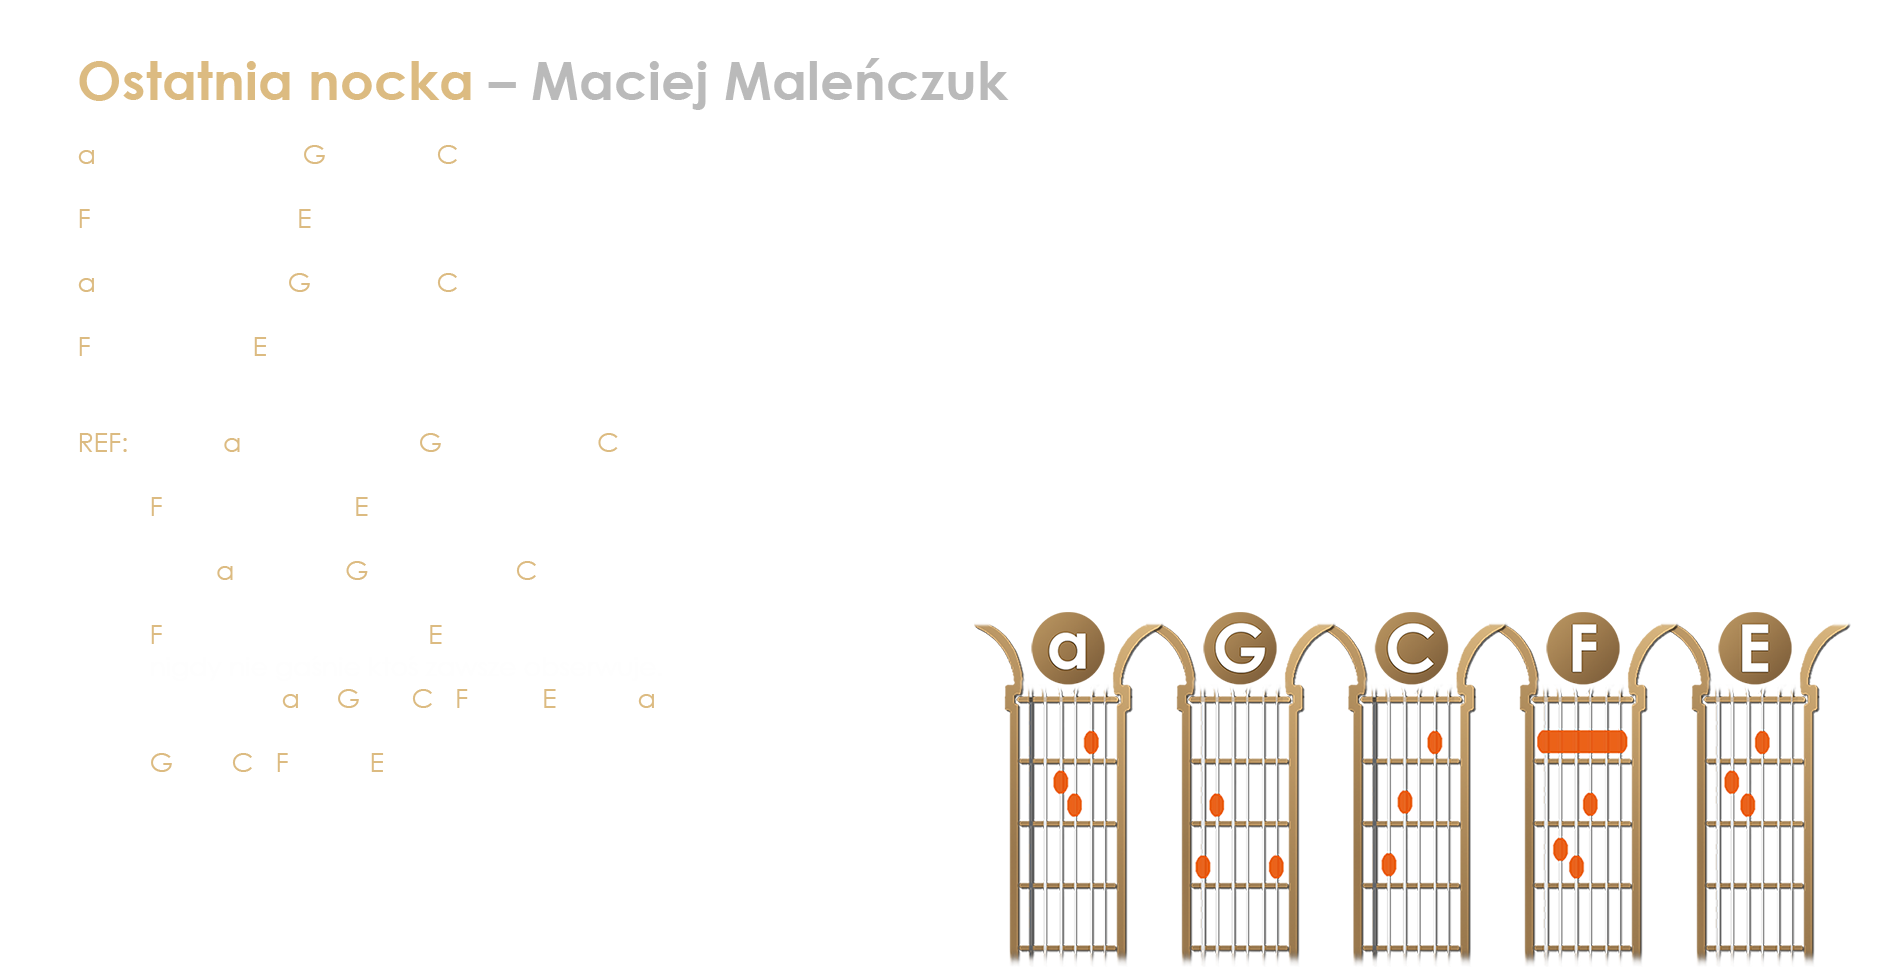 Ostatnia nocka – Maciej Maleńczuk
a G C
F E
a G C
F E
REF: a G C
F E
a G C
F E
a G C F E a
G C F E
a G C F E